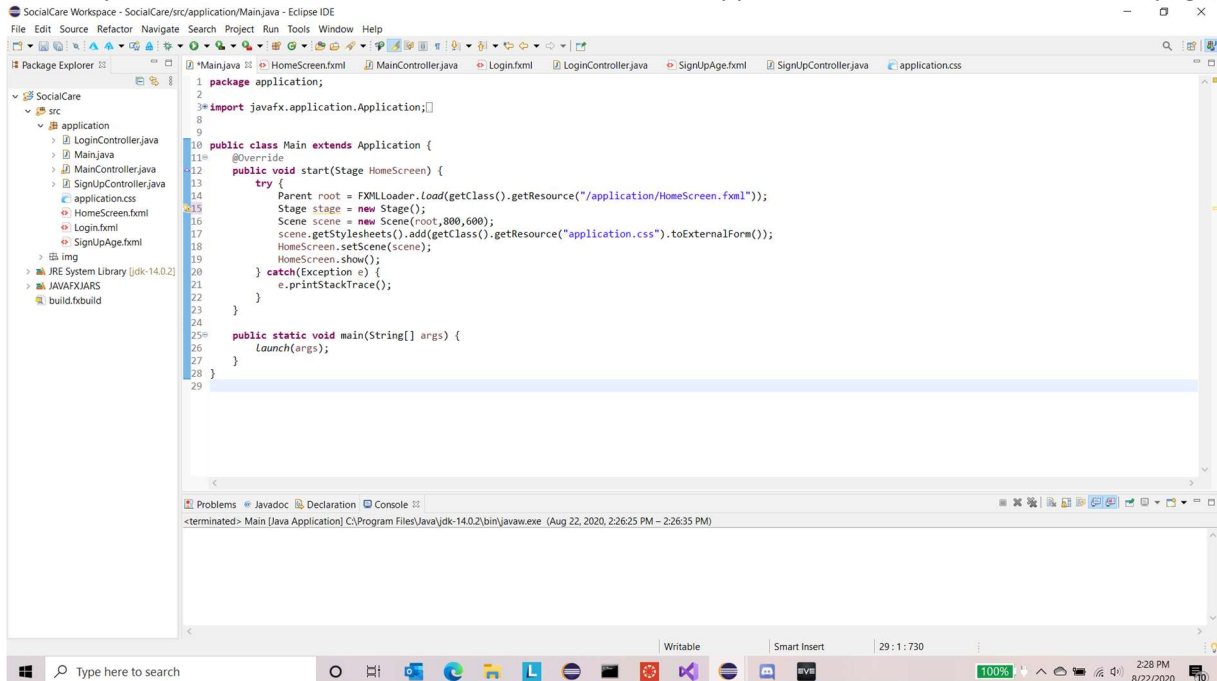 SocialCare Workspace - SocialCare/src/application/Main.java - Eclipse IDE
File Edit Source Refactor Navigate Search Project Run Tools Window Help
Package Explorer
*Main.java HomeScreen.fxml MainController.java Login.fxml LoginController.java SignUpAge.fxml SignUpController.java application.css
SocialCare
src
application
LoginController.java
Main.java
MainController.java
SignUpController.java
application.css
HomeScreen.fxml
Login.fxml
SignUpAge.fxml
img
JRE System Library [jdk-14.0.2]
JAVAFXJARS
build.fxbuild
1 package application;
2
3 import javafx.application.Application;
8
9
10 public class Main extends Application {
11 @Override
12 public void start(Stage HomeScreen) {
13 try {
14 Parent root = FXMLLoader.load(getClass().getResource("/application/HomeScreen.fxml"));
15 Stage stage = new Stage();
16 Scene scene = new Scene(root,800,600);
17 scene.getStylesheets().add(getClass().getResource("application.css").toExternalForm());
18 HomeScreen.setScene(scene);
19 HomeScreen.show();
20 } catch(Exception e) {
21 e.printStackTrace();
22 }
23 }
24
25 public static void main(String[] args) {
26 launch(args);
27 }
28 }
29
Problems Javadoc Declaration Console
<terminated> Main [Java Application] C:\Program Files\Java\jdk-14.0.2\bin\javaw.exe (Aug 22, 2020, 2:26:25 PM – 2:26:35 PM)
Writable Smart Insert 29 : 1 : 730
Type here to search
L
EVE
100%
2:28 PM
8/22/2020